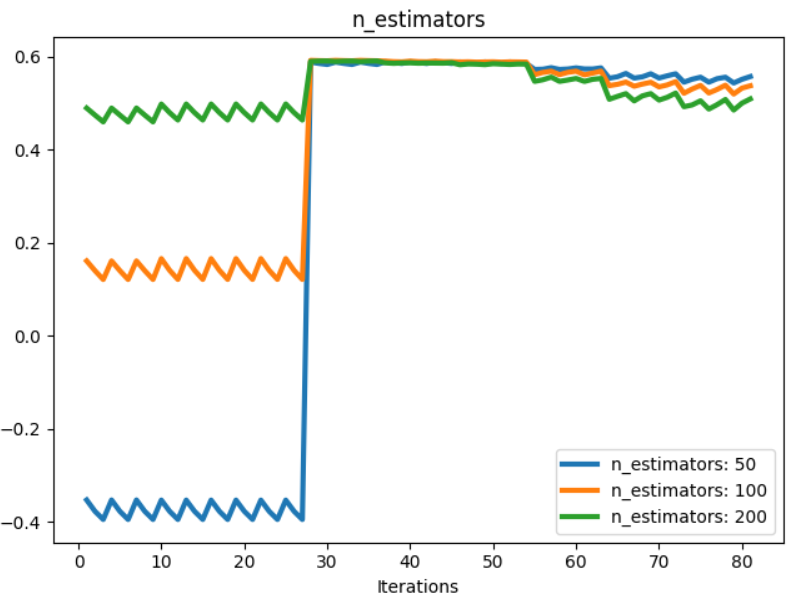 n_estimators
0.6
0.4
0.2
0.0
−0.2
−0.4
0 10 20 30 40 50 60 70 80
Iterations
n_estimators: 50
n_estimators: 100
n_estimators: 200